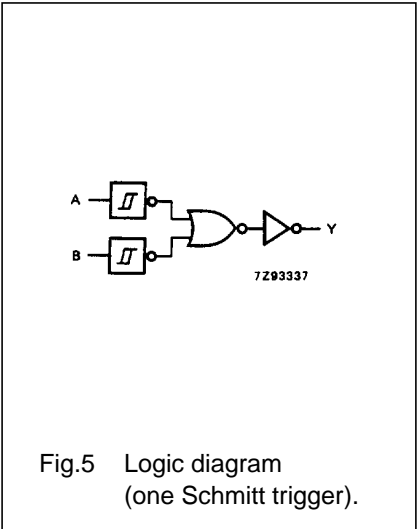 A
B
Y
7Z93337
Fig.5 Logic diagram
(one Schmitt trigger).